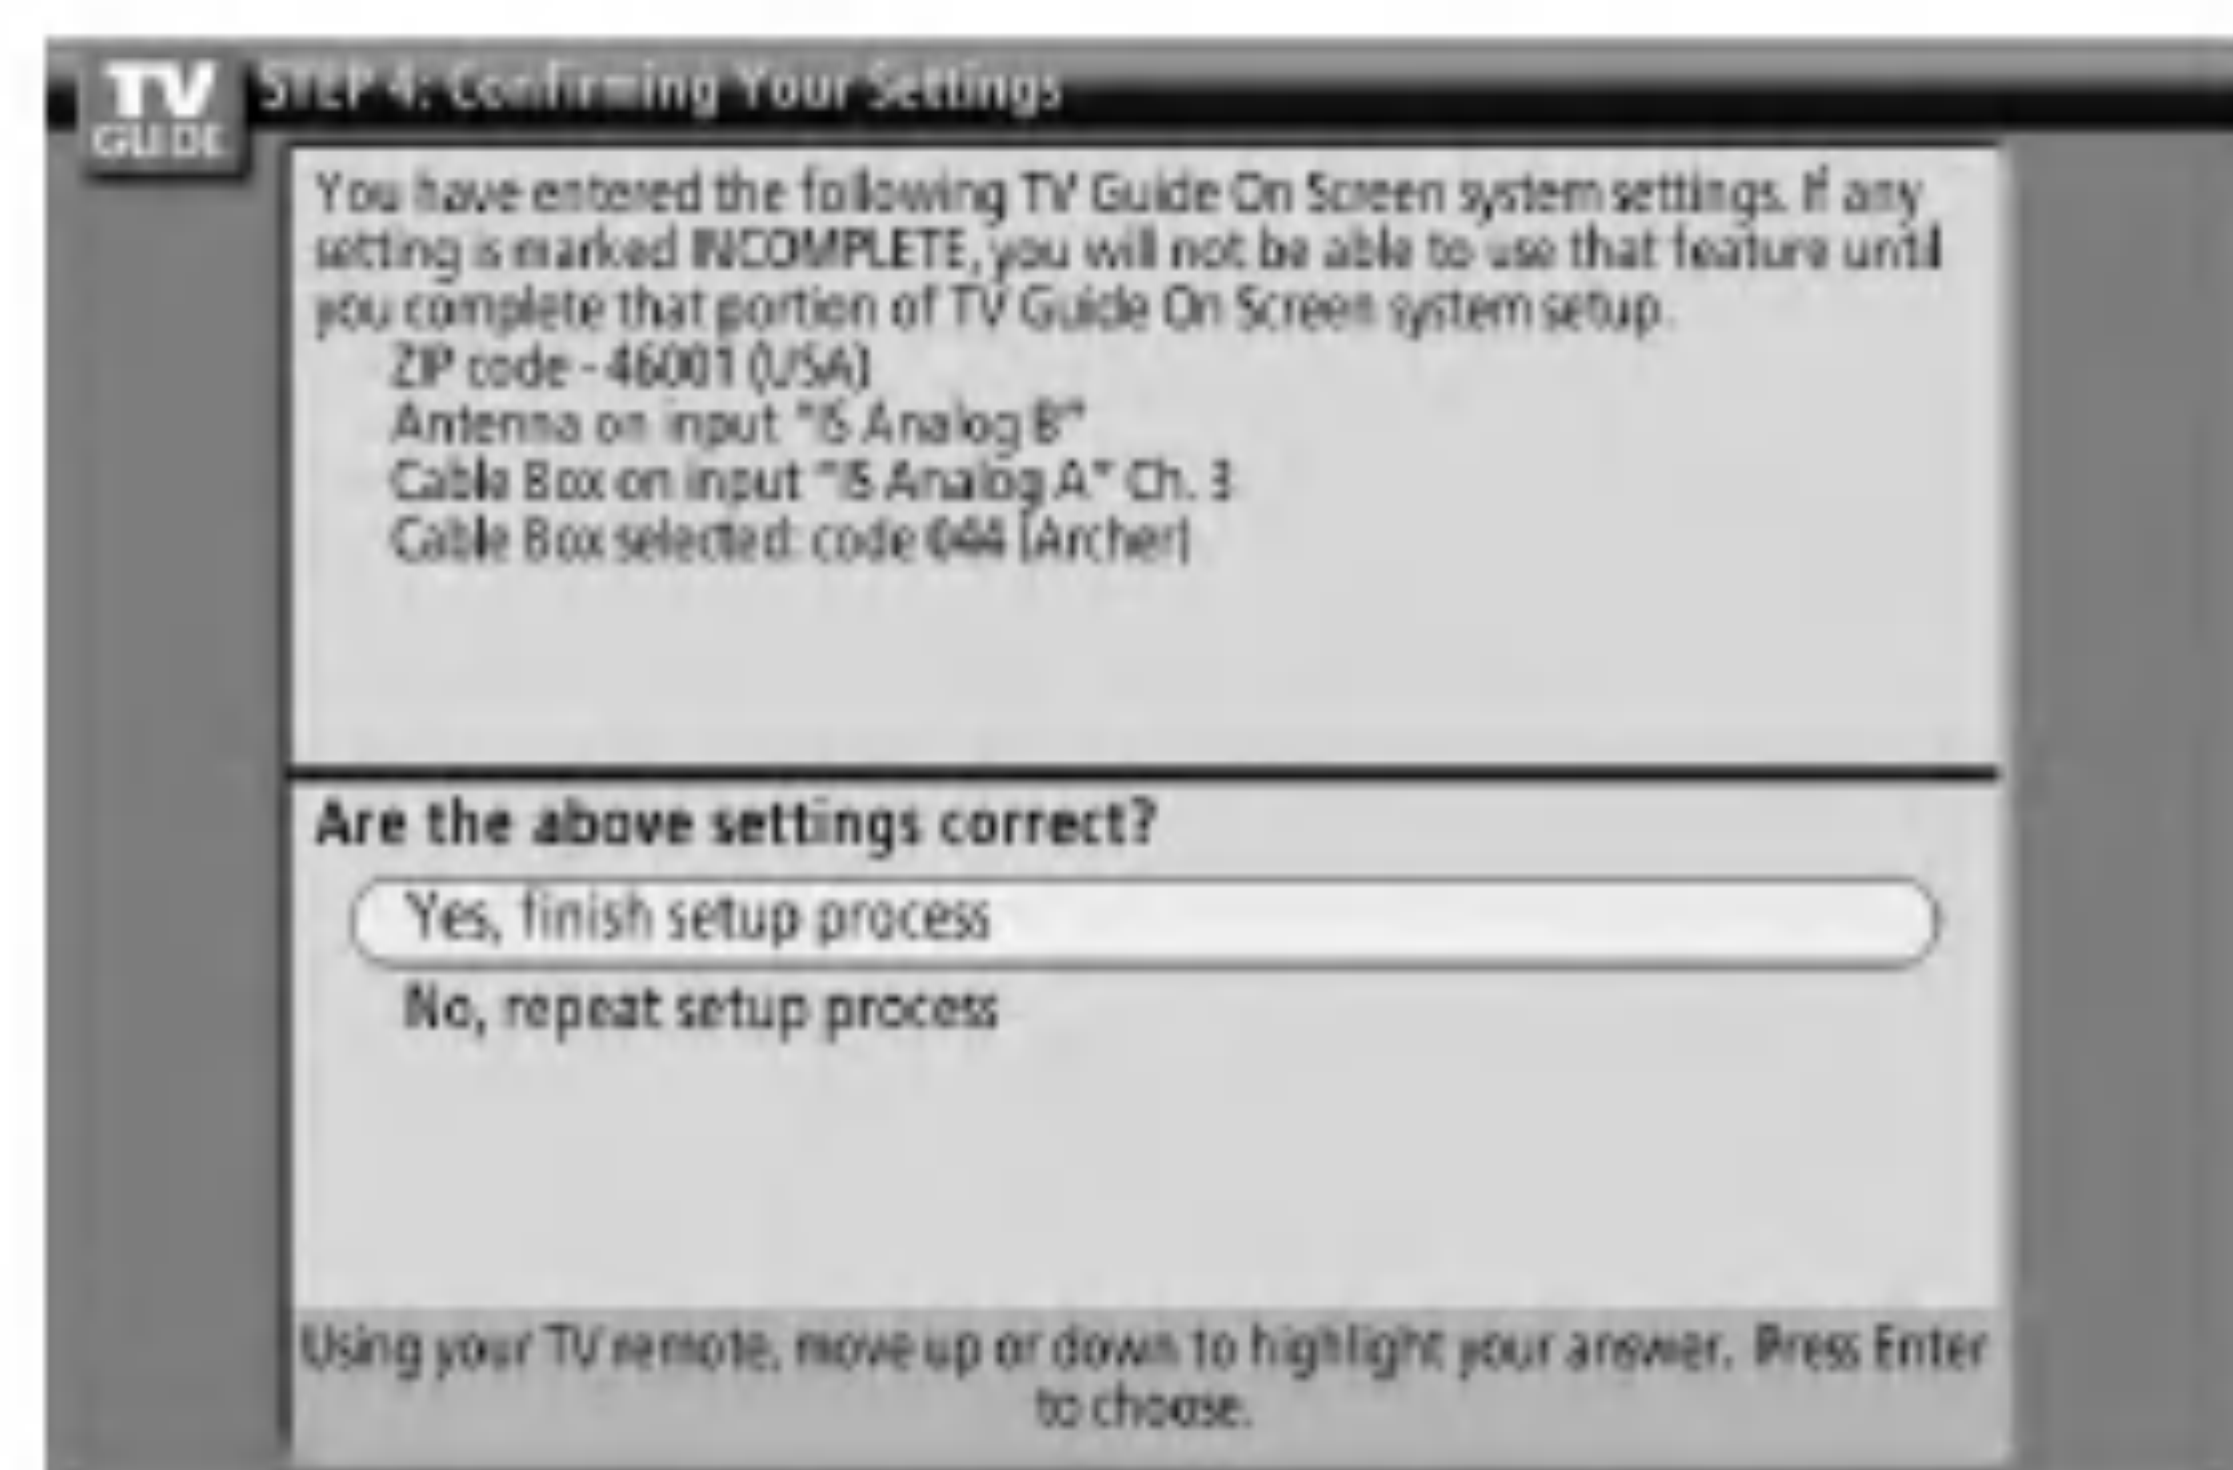 TV
GUIDE
STEP 4: Confirming Your Settings
You have entered the following TV Guide On Screen system settings. If any
setting is marked INCOMPLETE, you will not be able to use that feature until
you complete that portion of TV Guide On Screen system setup.
ZIP code - 46001 (USA)
Antenna on input "IS Analog B"
Cable Box on input "IS Analog A" Ch. 3
Cable Box selected: code 044 (Archer)
Are the above settings correct?
Yes, finish setup process
No, repeat setup process
Using your TV remote, move up or down to highlight your answer. Press Enter
to choose.